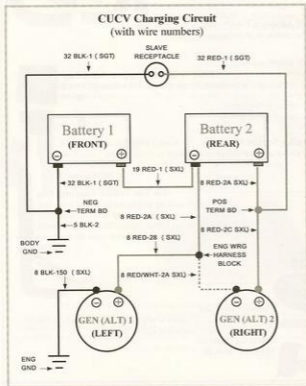 CUCV Charging Circuit
(with wire numbers)
SLAVE
RECEPTACLE
32 BLK-1 ( SGT)
32 RED-1 ( SGT)
Battery 1
(FRONT)
Battery 2
(REAR)
19 RED-1 ( SXL)
32 BLK-1 ( SGT)
8 RED-2A SXL)
NEG
TERM BD
8 RED-2A ( SXL)
POS
TERM BD
5 BLK-2
BODY
GND
8 RED-2B ( SXL)
8 RED-2C SXL)
ENG WRG
HARNESS
BLOCK
8 BLK-150 ( SXL)
8 RED/WHT-2A SXL)
GEN (ALT) 1
(LEFT)
GEN (ALT) 2
(RIGHT)
ENG
GND